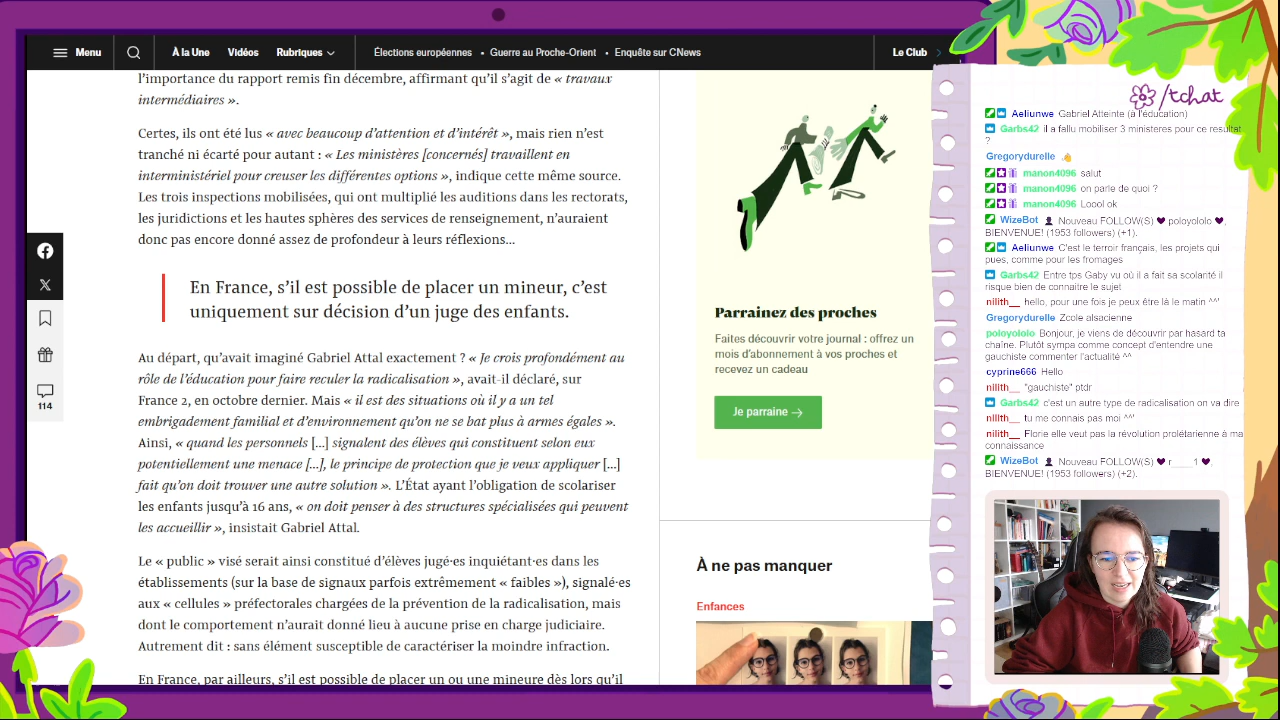 Menu
À la Une
Vidéos
Rubriques
Élections européennes
• Guerre au Proche-Orient
• Enquête sur CNews
Le Club
l'importance du rapport remis fin décembre, affirmant qu'il s'agit de « travaux
intermédiaires ».
Certes, ils ont été lus « avec beaucoup d'attention et d'intérêt », mais rien n'est
tranché ni écarté pour autant : « Les ministères [concernés] travaillent en
interministériel pour creuser les différentes options », indique cette même source.
Les trois inspections mobilisées, qui ont multiplié les auditions dans les rectorats,
les juridictions et les hautes sphères des services de renseignement, n'auraient
donc pas encore donné assez de profondeur à leurs réflexions…
En France, s'il est possible de placer un mineur, c'est
uniquement sur décision d'un juge des enfants.
114
Au départ, qu'avait imaginé Gabriel Attal exactement ? « Je crois profondément au
rôle de l'éducation pour faire reculer la radicalisation », avait-il déclaré, sur
France 2, en octobre dernier. Mais « il est des situations où il y a un tel
embrigadement familial ou d'environnement qu'on ne se bat plus à armes égales ».
Ainsi, « quand les personnels […] signalent des élèves qui constituent selon eux
potentiellement une menace […], le principe de protection que je veux appliquer […]
fait qu'on doit trouver une autre solution ». L'État ayant l'obligation de scolariser
les enfants jusqu'à 16 ans, « on doit penser à des structures spécialisées qui peuvent
les accueillir », insistait Gabriel Attal.
Le « public » visé serait ainsi constitué d'élèves jugé·es inquiétant·es dans les
établissements (sur la base de signaux parfois extrêmement « faibles »), signalé·es
aux « cellules » préfectorales chargées de la prévention de la radicalisation, mais
dont le comportement n'aurait donné lieu à aucune prise en charge judiciaire.
Autrement dit : sans élément susceptible de caractériser la moindre infraction.
En France, par ailleurs, s'il est possible de placer un ou une mineure dès lors qu'il
Parrainez des proches
Faites découvrir votre journal : offrez un
mois d'abonnement à vos proches et
recevez un cadeau
Je parraine →
À ne pas manquer
Enfances
/tchat
Aeliunwe Gabriel Atteinte (à l'éducation)
Garbs42 il a fallu mobiliser 3 ministeres pour ce resultat
?
Gregorydurelle
manon4096 salut
manon4096 on parle de quoi ?
manon4096 Loool ok
WizeBot Nouveau FOLLOW(S) ♥ poloyololo ♥,
BIENVENUE! (1953 followers) (+1).
Aeliunwe C'est le terroir français, les projets qui
pues, comme pour les fromages
Garbs42 Entre tps Gaby vu où il a fait sa scolarité il
risque bien de connaitre le sujet
nilith__ hello, pour une fois je peux être là le matin ^^'
Gregorydurelle Zcole alsacienne
poloyololo Bonjour, je viens de découvrir par hasard ta
chaîne. Plutôt sympa comme concept d'entendre une
gauchiste commenter l'actualité ^^
cyprine666 Hello
nilith__ "gauchiste" ptdr
Garbs42 c'est un autre type de radicalisation on va dire
nilith__ tu me connais pas moi ^^'
nilith__ Florie elle veut pas la révolution prolétarienne à ma
connaissance
WizeBot Nouveau FOLLOW(S) ♥ r____1 ♥,
BIENVENUE! (1953 followers) (+2).